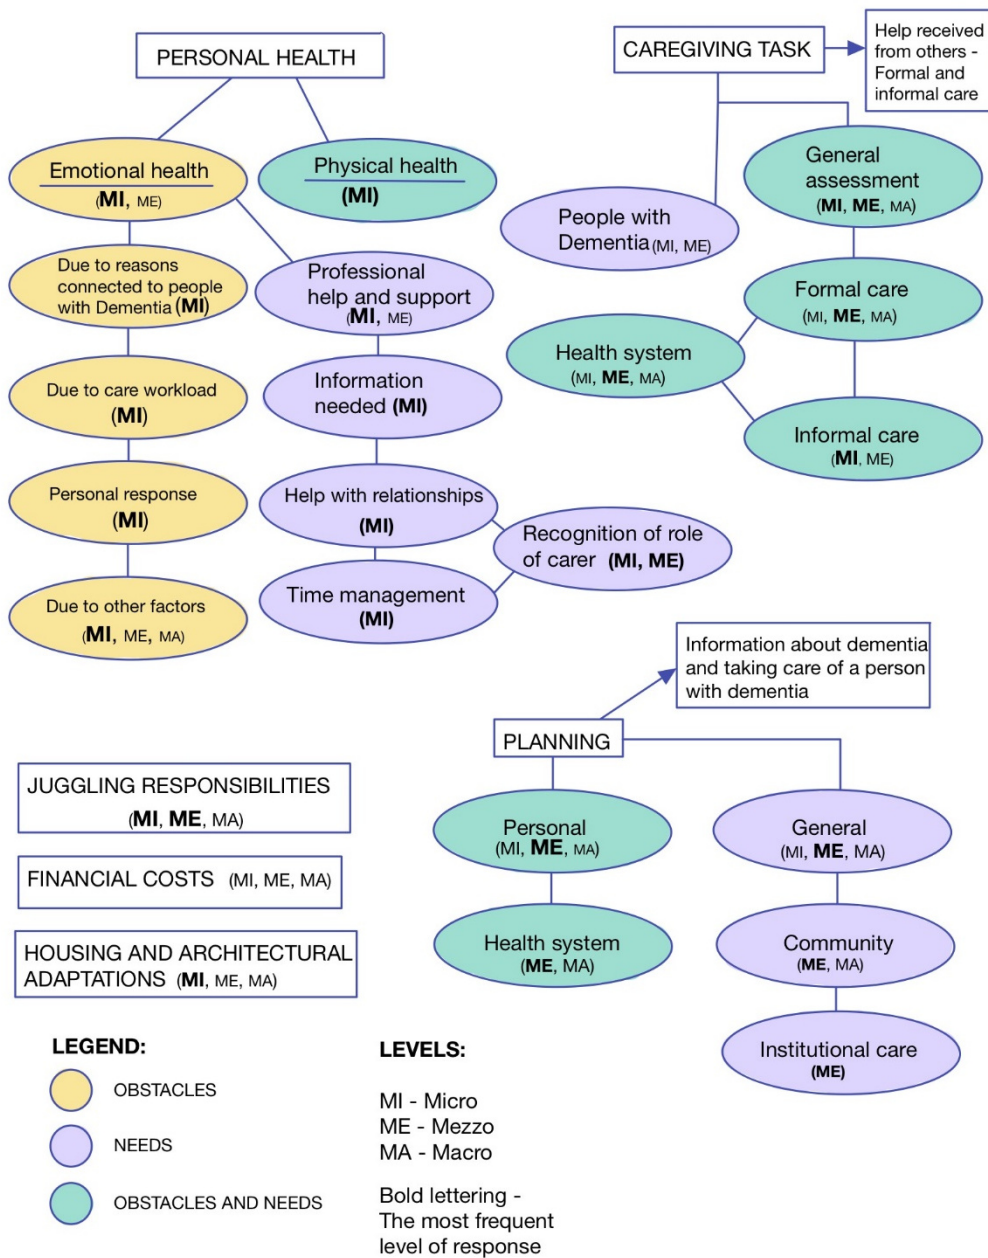 PERSONAL HEALTH
Emotional health
(MI, ME)
Physical health
(MI)
Due to reasons
connected to people
with Dementia (MI)
Professional
help and support
(MI, ME)
Due to care workload
(MI)
Information
needed (MI)
Personal response
(MI)
Help with relationships
(MI)
Recognition of role
of carer (MI, ME)
Due to other factors
(MI, ME, MA)
Time management
(MI)
CAREGIVING TASK
Help received
from others -
Formal and
informal care
General
assessment
(MI, ME, MA)
People with
Dementia (MI, ME)
Formal care
(MI, ME, MA)
Health system
(MI, ME, MA)
Informal care
(MI, ME)
Information about dementia
and taking care of a person
with dementia
PLANNING
Personal
(MI, ME, MA)
General
(MI, ME, MA)
Health system
(ME, MA)
Community
(ME, MA)
Institutional care
(ME)
JUGGLING RESPONSIBILITIES
(MI, ME, MA)
FINANCIAL COSTS (MI, ME, MA)
HOUSING AND ARCHITECTURAL
ADAPTATIONS (MI, ME, MA)
LEGEND:
OBSTACLES
NEEDS
OBSTACLES AND NEEDS
LEVELS:
MI - Micro
ME - Mezzo
MA - Macro
Bold lettering -
The most frequent
level of response